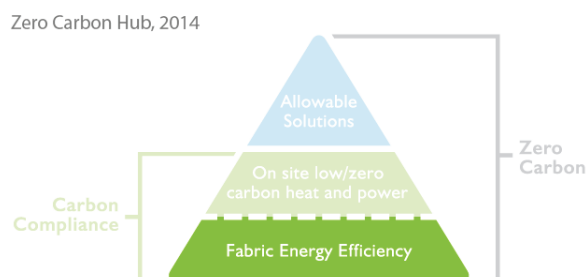 Zero Carbon Hub, 2014
Allowable
Solutions
Zero
Carbon
On site low/zero
carbon heat and power
Carbon
Compliance
Fabric Energy Efficiency